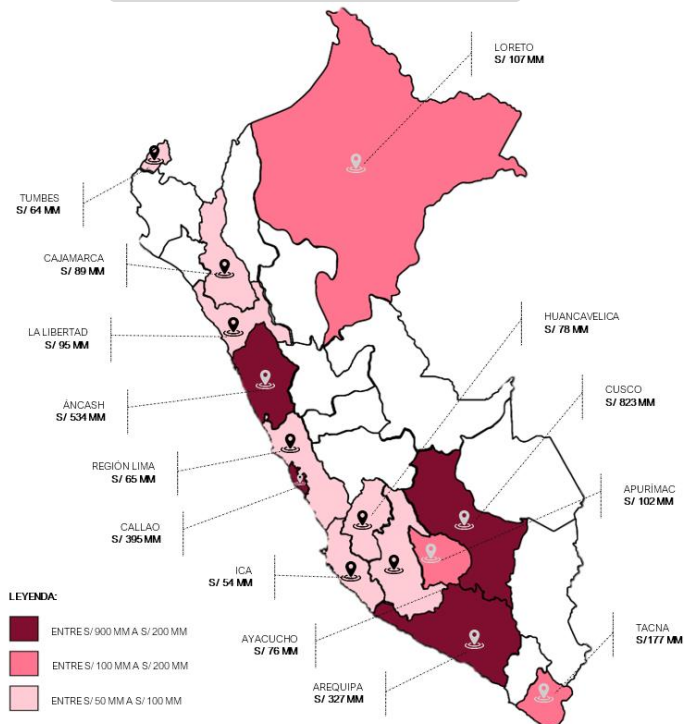 LORETO
S/ 107 MM
TUMBES
S/ 64 MM
CAJAMARCA
S/ 89 MM
LA LIBERTAD
S/ 95 MM
ÁNCASH
S/ 534 MM
REGIÓN LIMA
S/ 65 MM
CALLAO
S/ 395 MM
ICA
S/ 54 MM
AYACUCHO
S/ 76 MM
AREQUIPA
S/ 327 MM
HUANCAVELICA
S/ 78 MM
CUSCO
S/ 823 MM
APURÍMAC
S/ 102 MM
TACNA
S/ 177 MM
LEYENDA:
ENTRE S/ 900 MM A S/ 200 MM
ENTRE S/ 100 MM A S/ 200 MM
ENTRE S/ 50 MM A S/ 100 MM